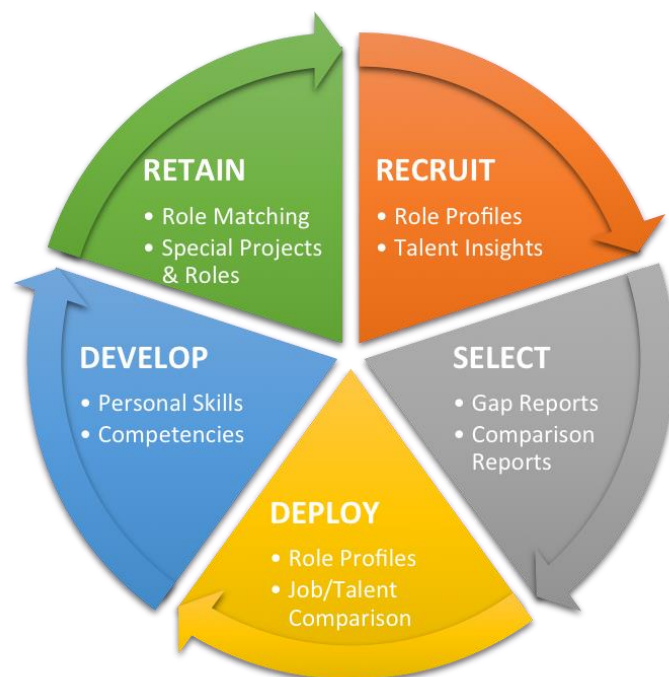 RETAIN
• Role Matching
• Special Projects
& Roles
RECRUIT
• Role Profiles
• Talent Insights
DEVELOP
• Personal Skills
• Competencies
SELECT
• Gap Reports
• Comparison
Reports
DEPLOY
• Role Profiles
• Job/Talent
Comparison